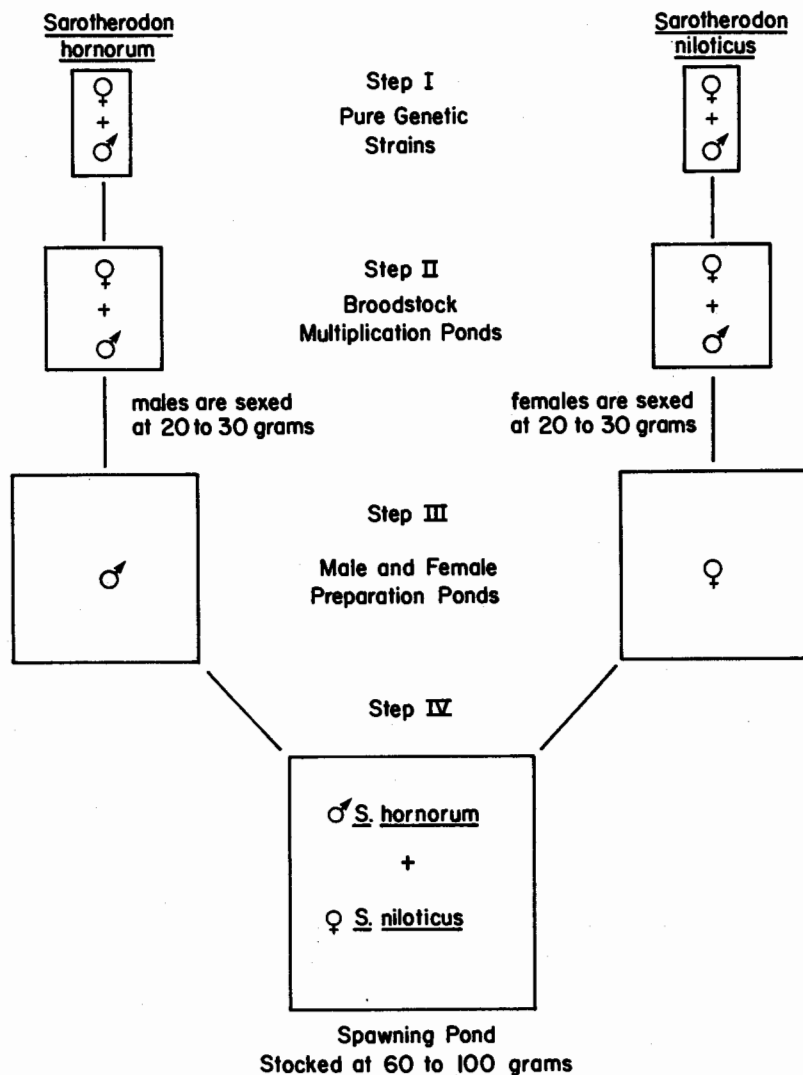 Sarotherodon
hornorum
Sarotherodon
niloticus
♀
+
♂
Step I
Pure Genetic
Strains
♀
+
♂
♀
+
♂
Step II
Broodstock
Multiplication Ponds
♀
+
♂
males are sexed
at 20 to 30 grams
females are sexed
at 20 to 30 grams
♂
Step III
Male and Female
Preparation Ponds
♀
Step IV
♂ S. hornorum
+
♀ S. niloticus
Spawning Pond
Stocked at 60 to 100 grams